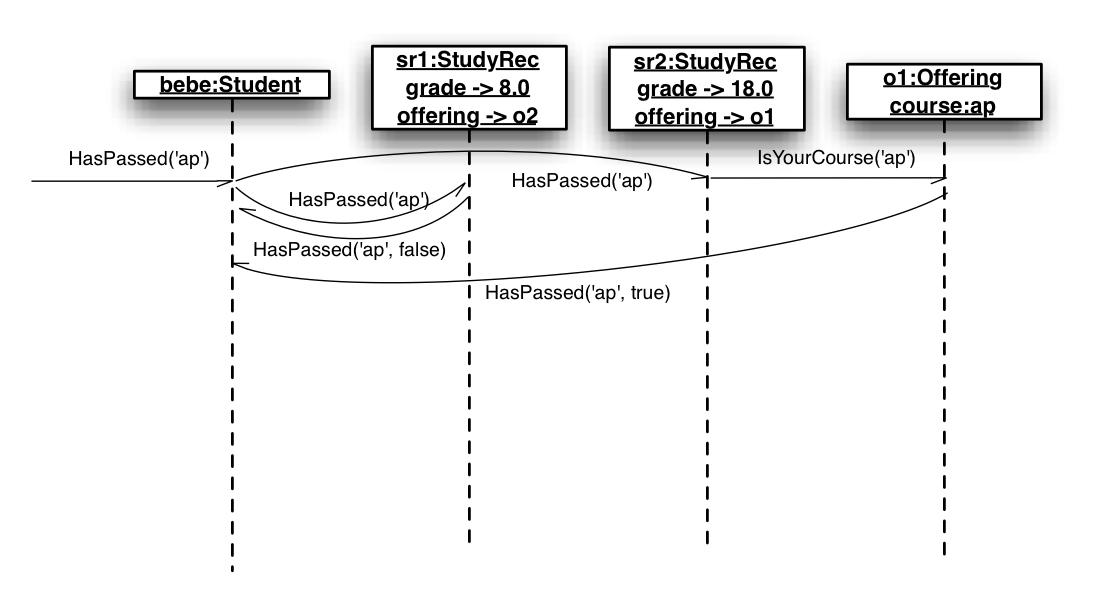 bebe:Student
sr1:StudyRec
grade -> 8.0
offering -> o2
sr2:StudyRec
grade -> 18.0
offering -> o1
o1:Offering
course:ap
HasPassed('ap')
IsYourCourse('ap')
HasPassed('ap')
HasPassed('ap')
HasPassed('ap', false)
HasPassed('ap', true)